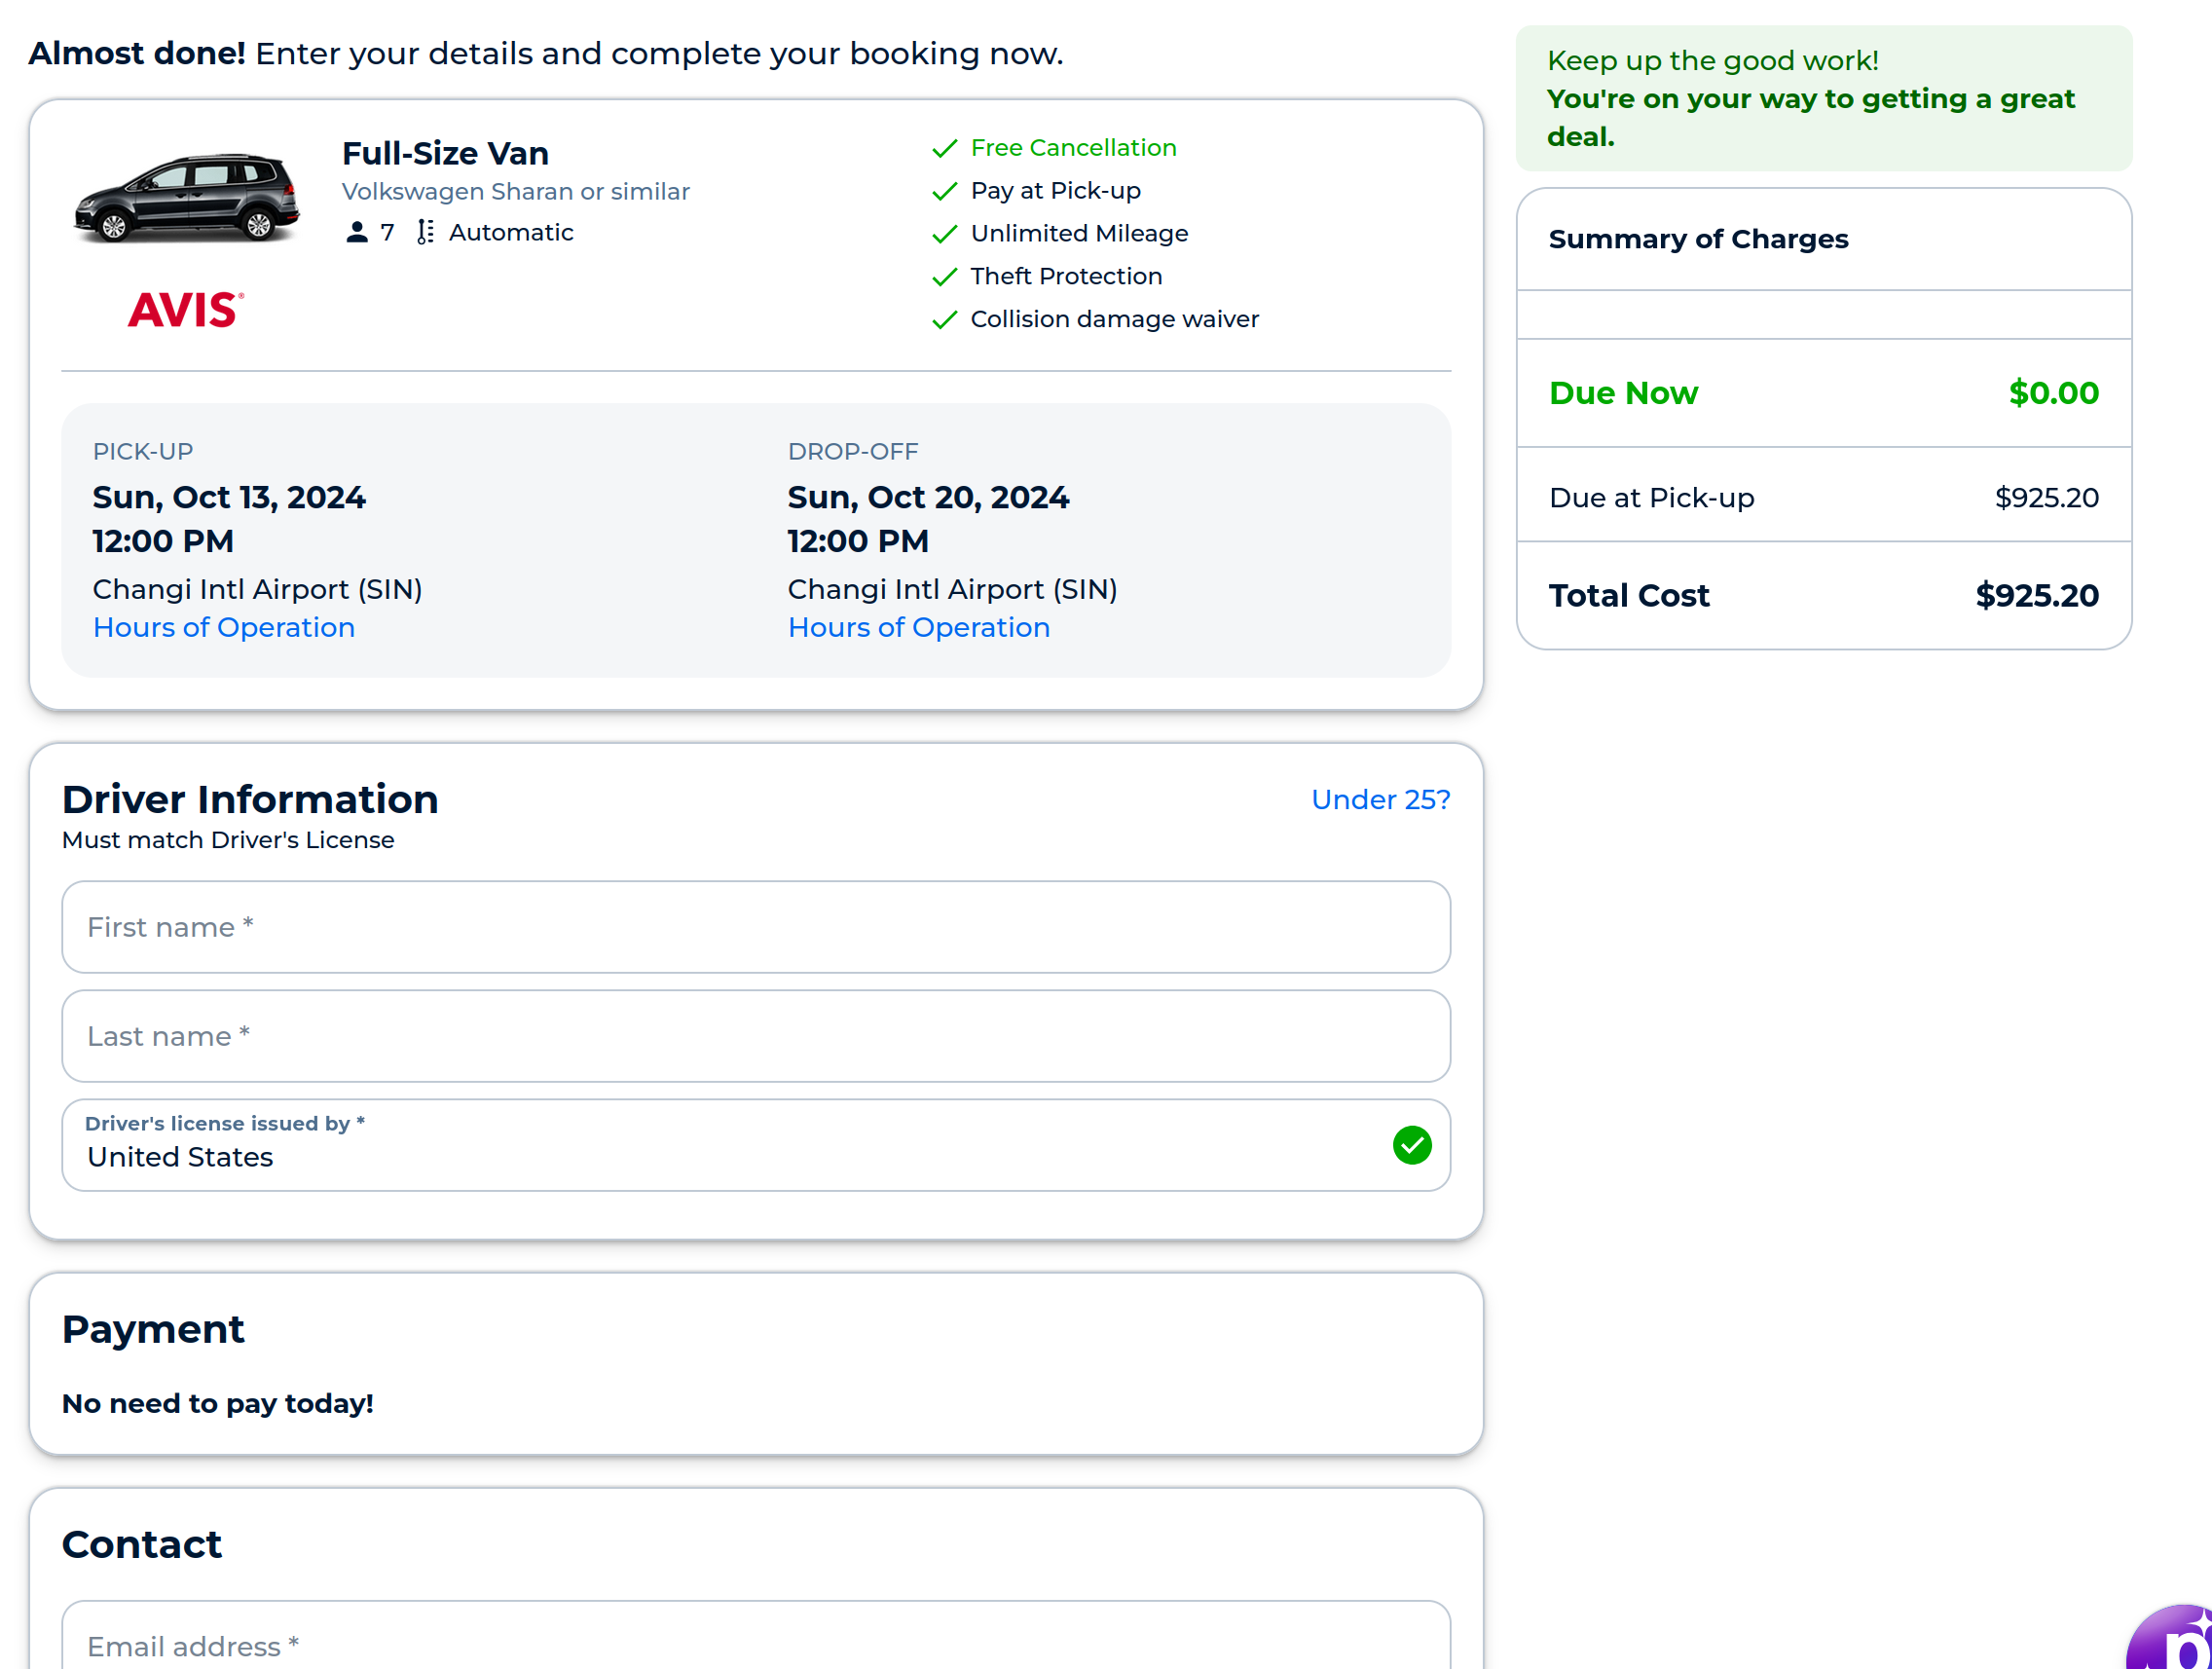 Almost done! Enter your details and complete your booking now.
Full-Size Van
Volkswagen Sharan or similar
7 Automatic
AVIS®
Free Cancellation
Pay at Pick-up
Unlimited Mileage
Theft Protection
Collision damage waiver
PICK-UP
Sun, Oct 13, 2024
12:00 PM
Changi Intl Airport (SIN)
Hours of Operation
DROP-OFF
Sun, Oct 20, 2024
12:00 PM
Changi Intl Airport (SIN)
Hours of Operation
Driver Information
Under 25?
Must match Driver's License
First name *
Last name *
Driver's license issued by *
United States
Payment
No need to pay today!
Contact
Email address *
Keep up the good work!
You're on your way to getting a great
deal.
Summary of Charges
Due Now $0.00
Due at Pick-up $925.20
Total Cost $925.20
p